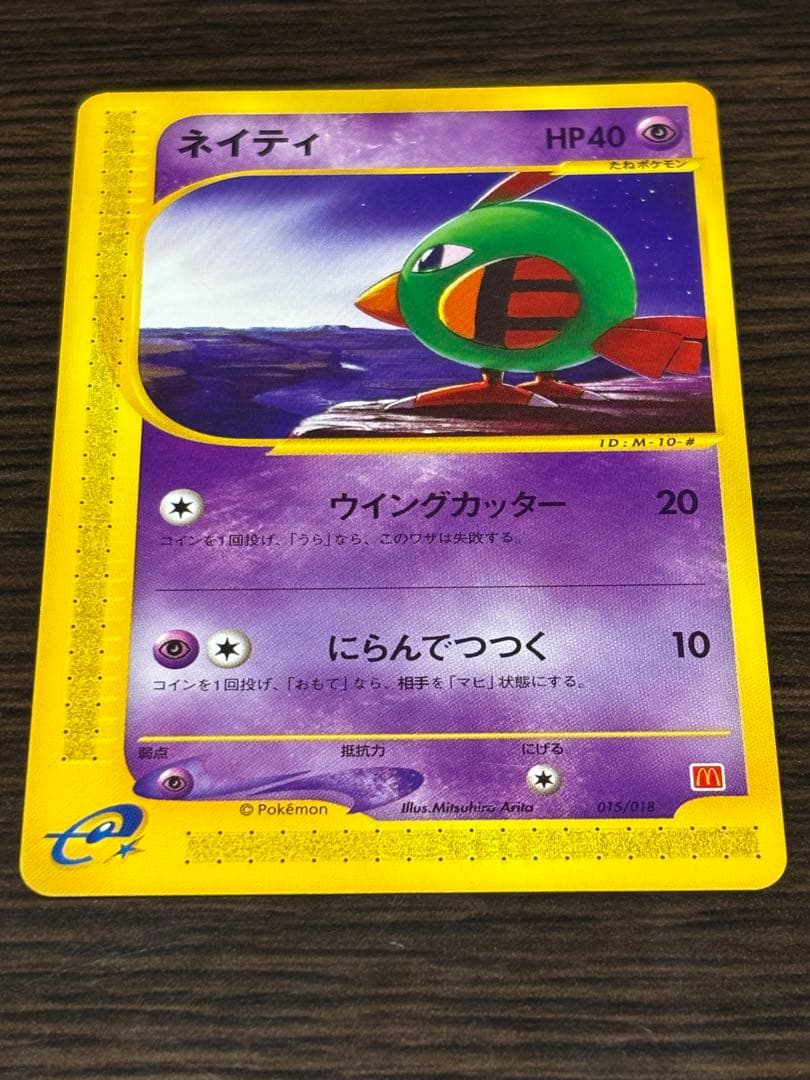 ネイティ
HP40
たねポケモン
ID:M-10-#
ウイングカッター 20
コインを1回投げ、「うら」なら、このワザは失敗する。
にらんでつつく 10
コインを1回投げ、「おもて」なら、相手を「マヒ」状態にする。
弱点 抵抗力 にげる
© Pokémon Illus.Mitsuhiro Arita 015/018